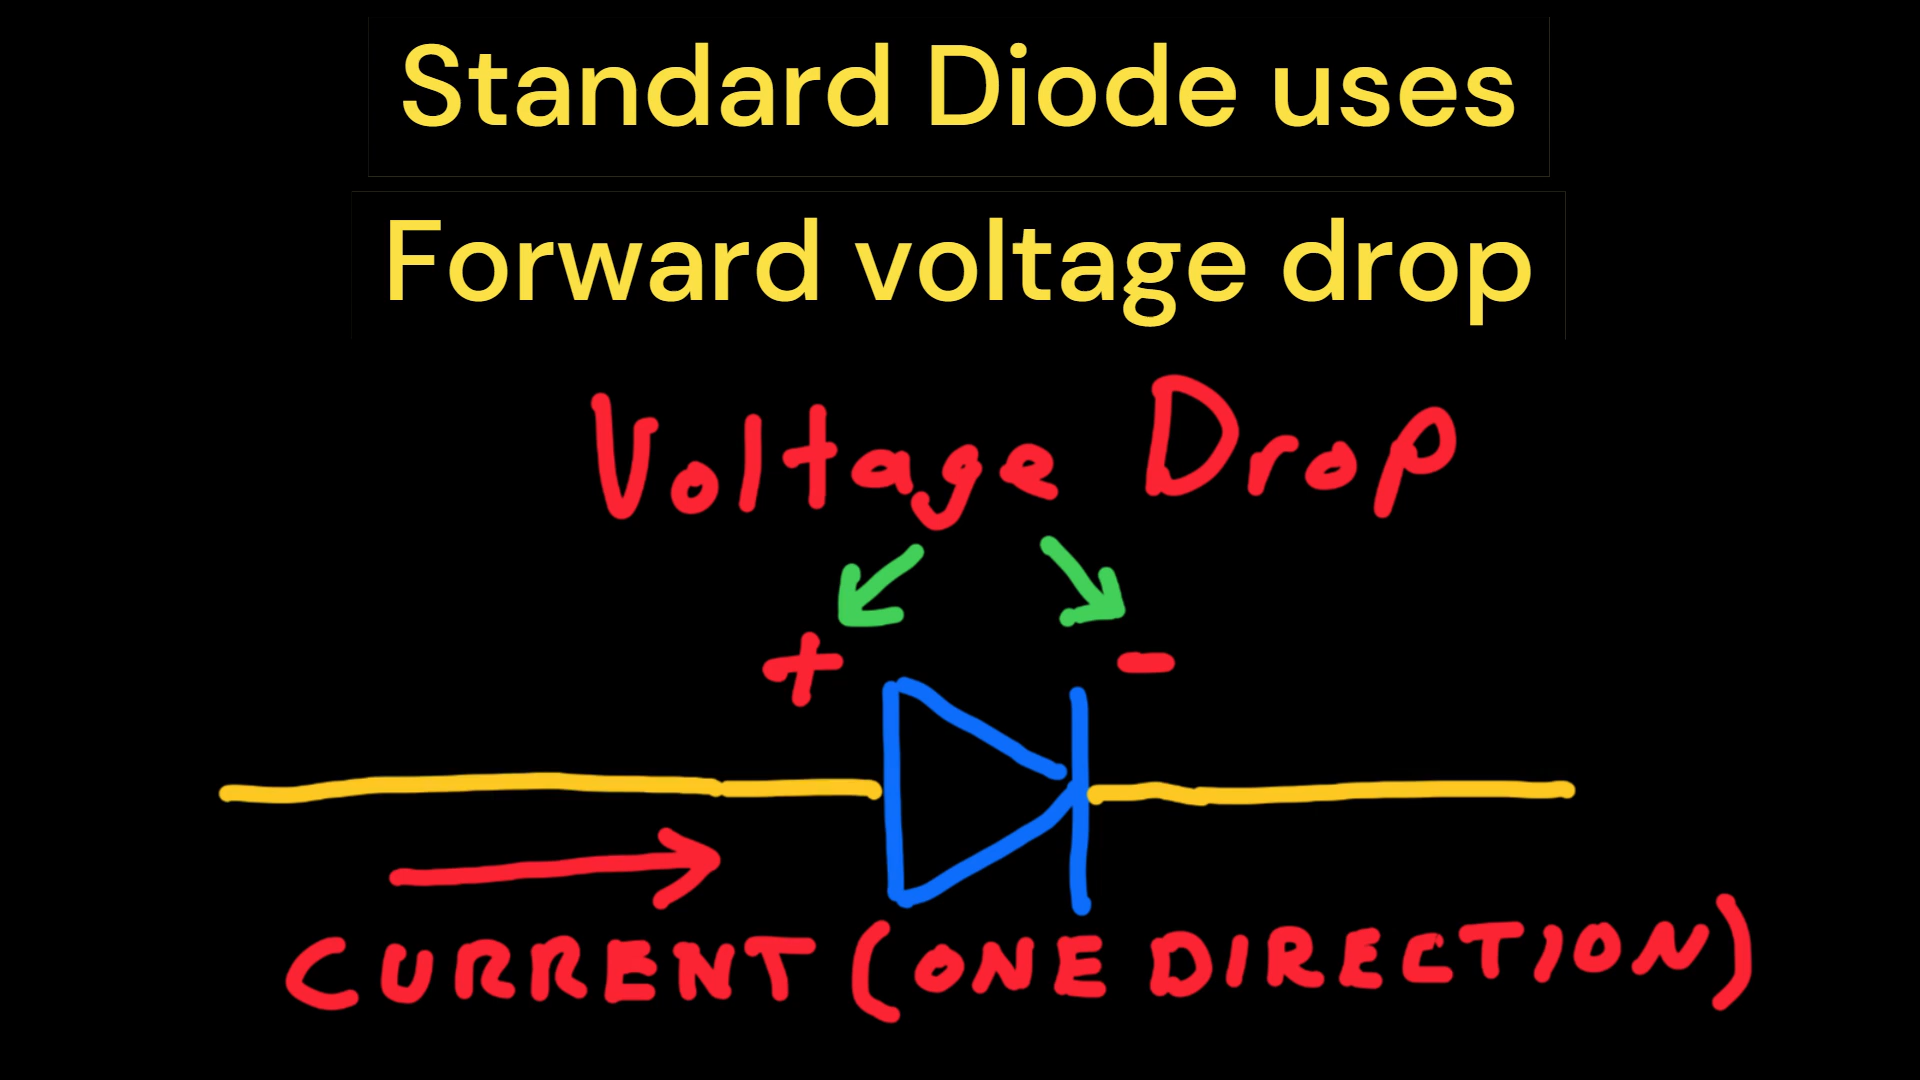 Standard Diode uses
Forward voltage drop
Voltage Drop
+ -
CURRENT (ONE DIRECTION)